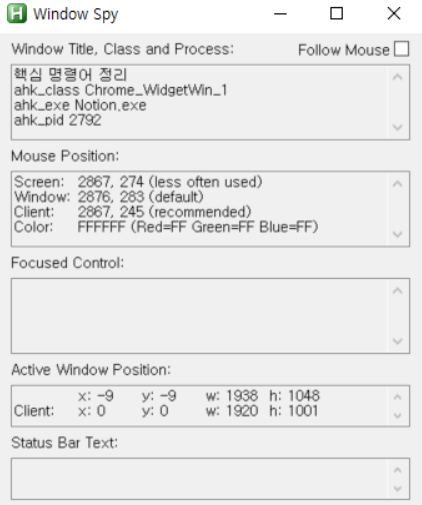 Window Spy
Window Title, Class and Process: Follow Mouse
핵심 명령어 정리
ahk_class Chrome_WidgetWin_1
ahk_exe Notion.exe
ahk_pid 2792
Mouse Position:
Screen: 2867, 274 (less often used)
Window: 2876, 283 (default)
Client: 2867, 245 (recommended)
Color: FFFFFF (Red=FF Green=FF Blue=FF)
Focused Control:
Active Window Position:
x: -9 y: -9 w: 1938 h: 1048
Client: x: 0 y: 0 w: 1920 h: 1001
Status Bar Text: